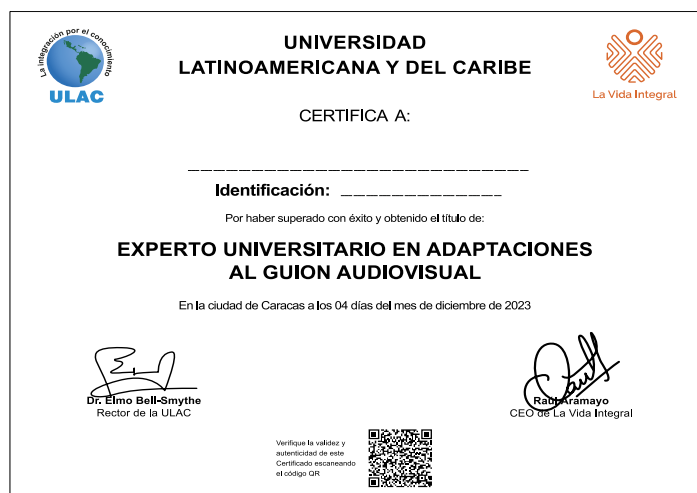 La integración por el conocimiento
ULAC
UNIVERSIDAD
LATINOAMERICANA Y DEL CARIBE
La Vida Integral
CERTIFICA A:
Identificación:
Por haber superado con éxito y obtenido el título de:
EXPERTO UNIVERSITARIO EN ADAPTACIONES
AL GUION AUDIOVISUAL
En la ciudad de Caracas a los 04 días del mes de diciembre de 2023
Dr. Elmo Bell-Smythe
Rector de la ULAC
Raúl Aramayo
CEO de La Vida Integral
Verifique la validez y
autenticidad de este
Certificado escaneando
el código QR